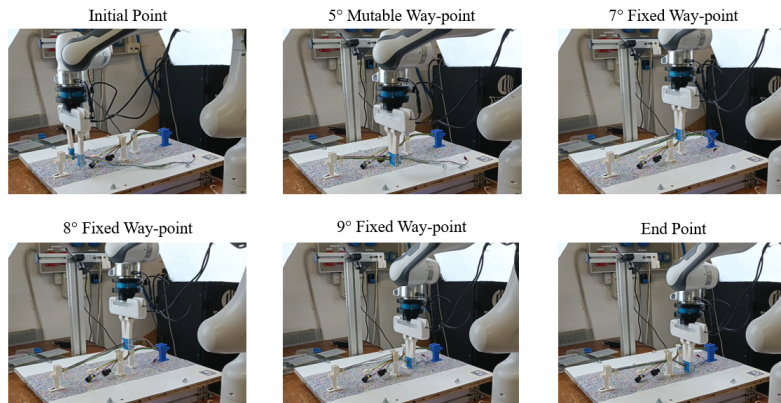 Initial Point
5° Mutable Way-point
7° Fixed Way-point
8° Fixed Way-point
9° Fixed Way-point
End Point